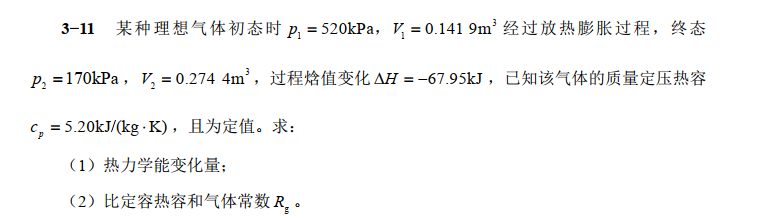 3-11 某种理想气体初态时 p₁ = 520kPa，V₁ = 0.141 9m³ 经过放热膨胀过程，终态
p₂ = 170kPa，V₂ = 0.274 4m³，过程焓值变化 ΔH = −67.95kJ，已知该气体的质量定压热容
cₚ = 5.20kJ/(kg·K)，且为定值。求：
（1）热力学能变化量；
（2）比定容热容和气体常数 R_g 。